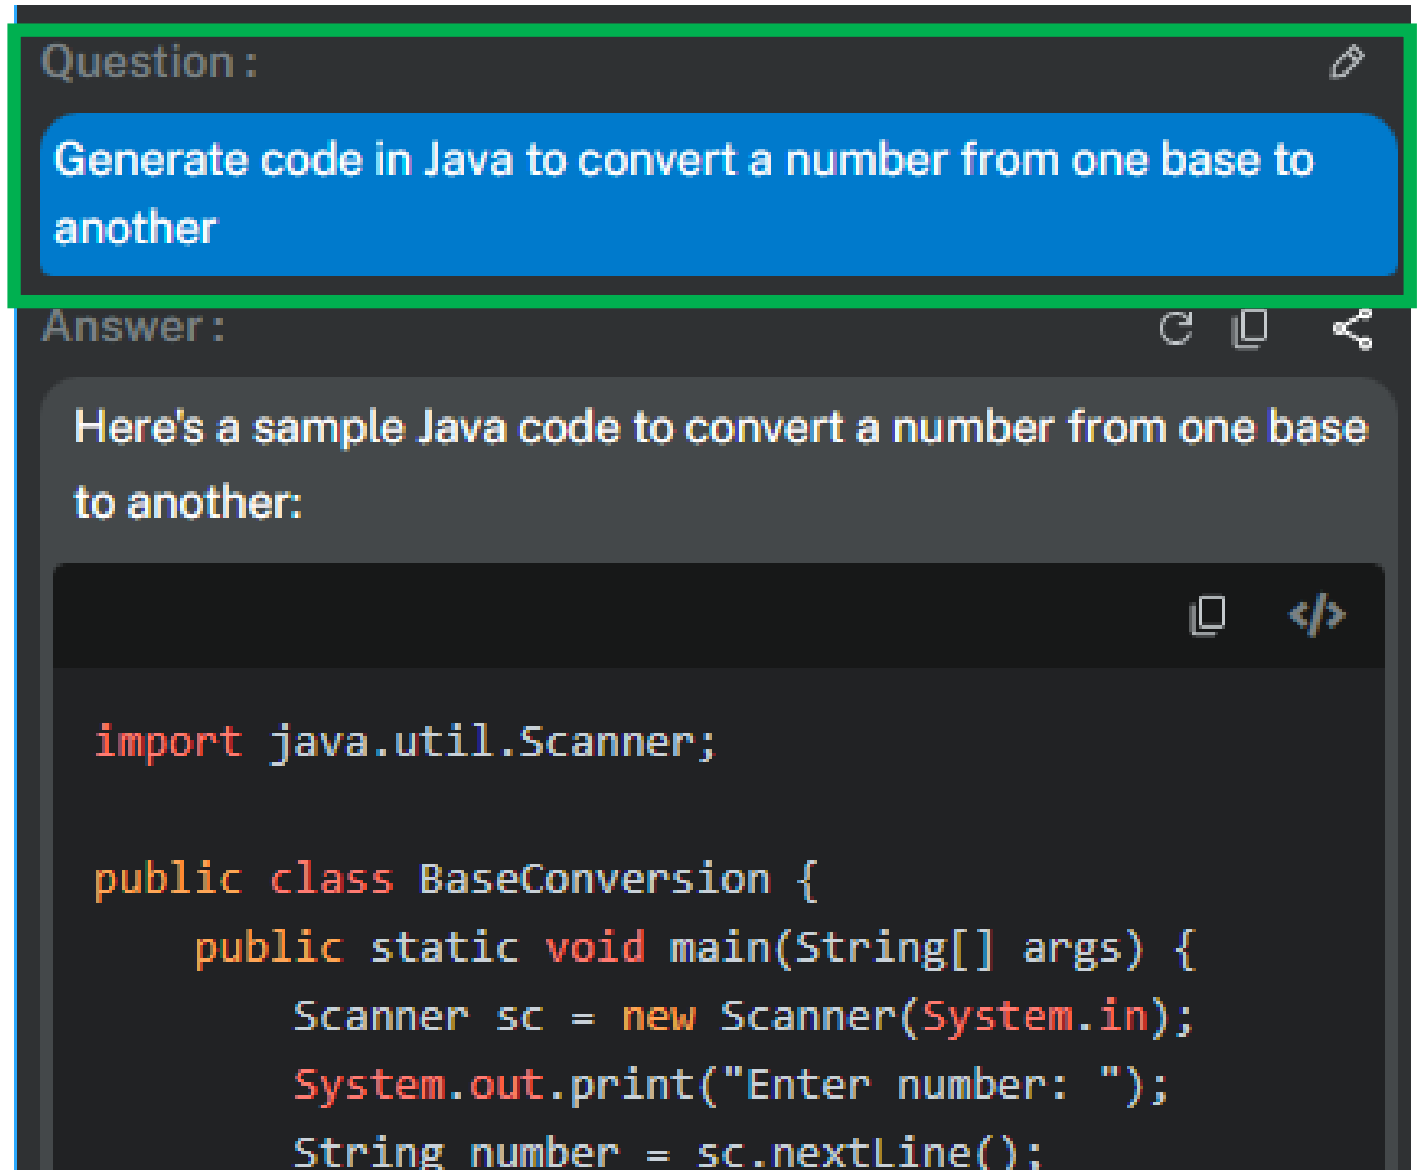 Question :
Generate code in Java to convert a number from one base to
another
Answer :
Here's a sample Java code to convert a number from one base
to another:
</>
import java.util.Scanner;
public class BaseConversion {
    public static void main(String[] args) {
        Scanner sc = new Scanner(System.in);
        System.out.print("Enter number: ");
        String number = sc.nextLine();